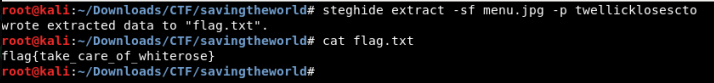 root@kali:~/Downloads/CTF/savingtheworld# steghide extract -sf menu.jpg -p twellicklosescto
wrote extracted data to "flag.txt".
root@kali:~/Downloads/CTF/savingtheworld# cat flag.txt
flag{take_care_of_whiterose}
root@kali:~/Downloads/CTF/savingtheworld#